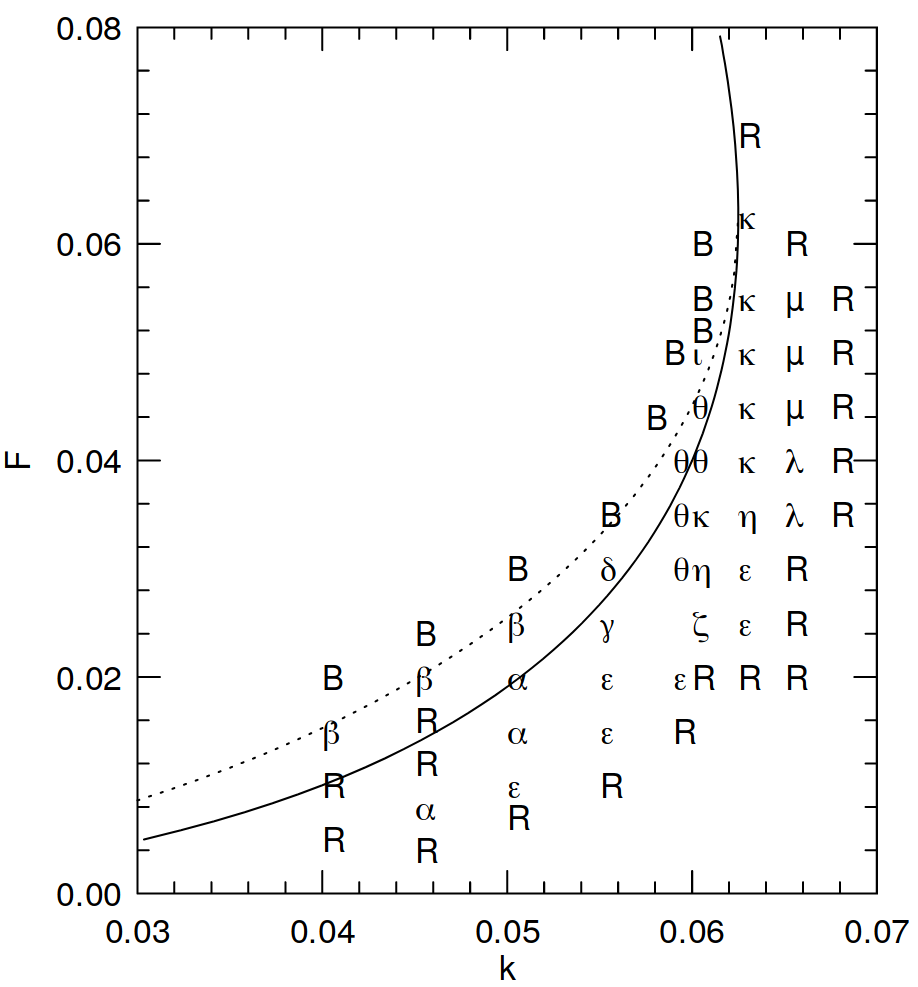 0.08
R
κ
0.06 B R
B κ μ R
B
B ι κ μ R
θ κ μ R
B
F 0.04 θθ κ λ R
B θκ η λ R
B δ θη ε R
B β γ ζ ε R
0.02 B β α ε εR R R
R
β α ε R
R
R ε R
α R
R R
0.00
0.03 0.04 0.05 0.06 0.07
k